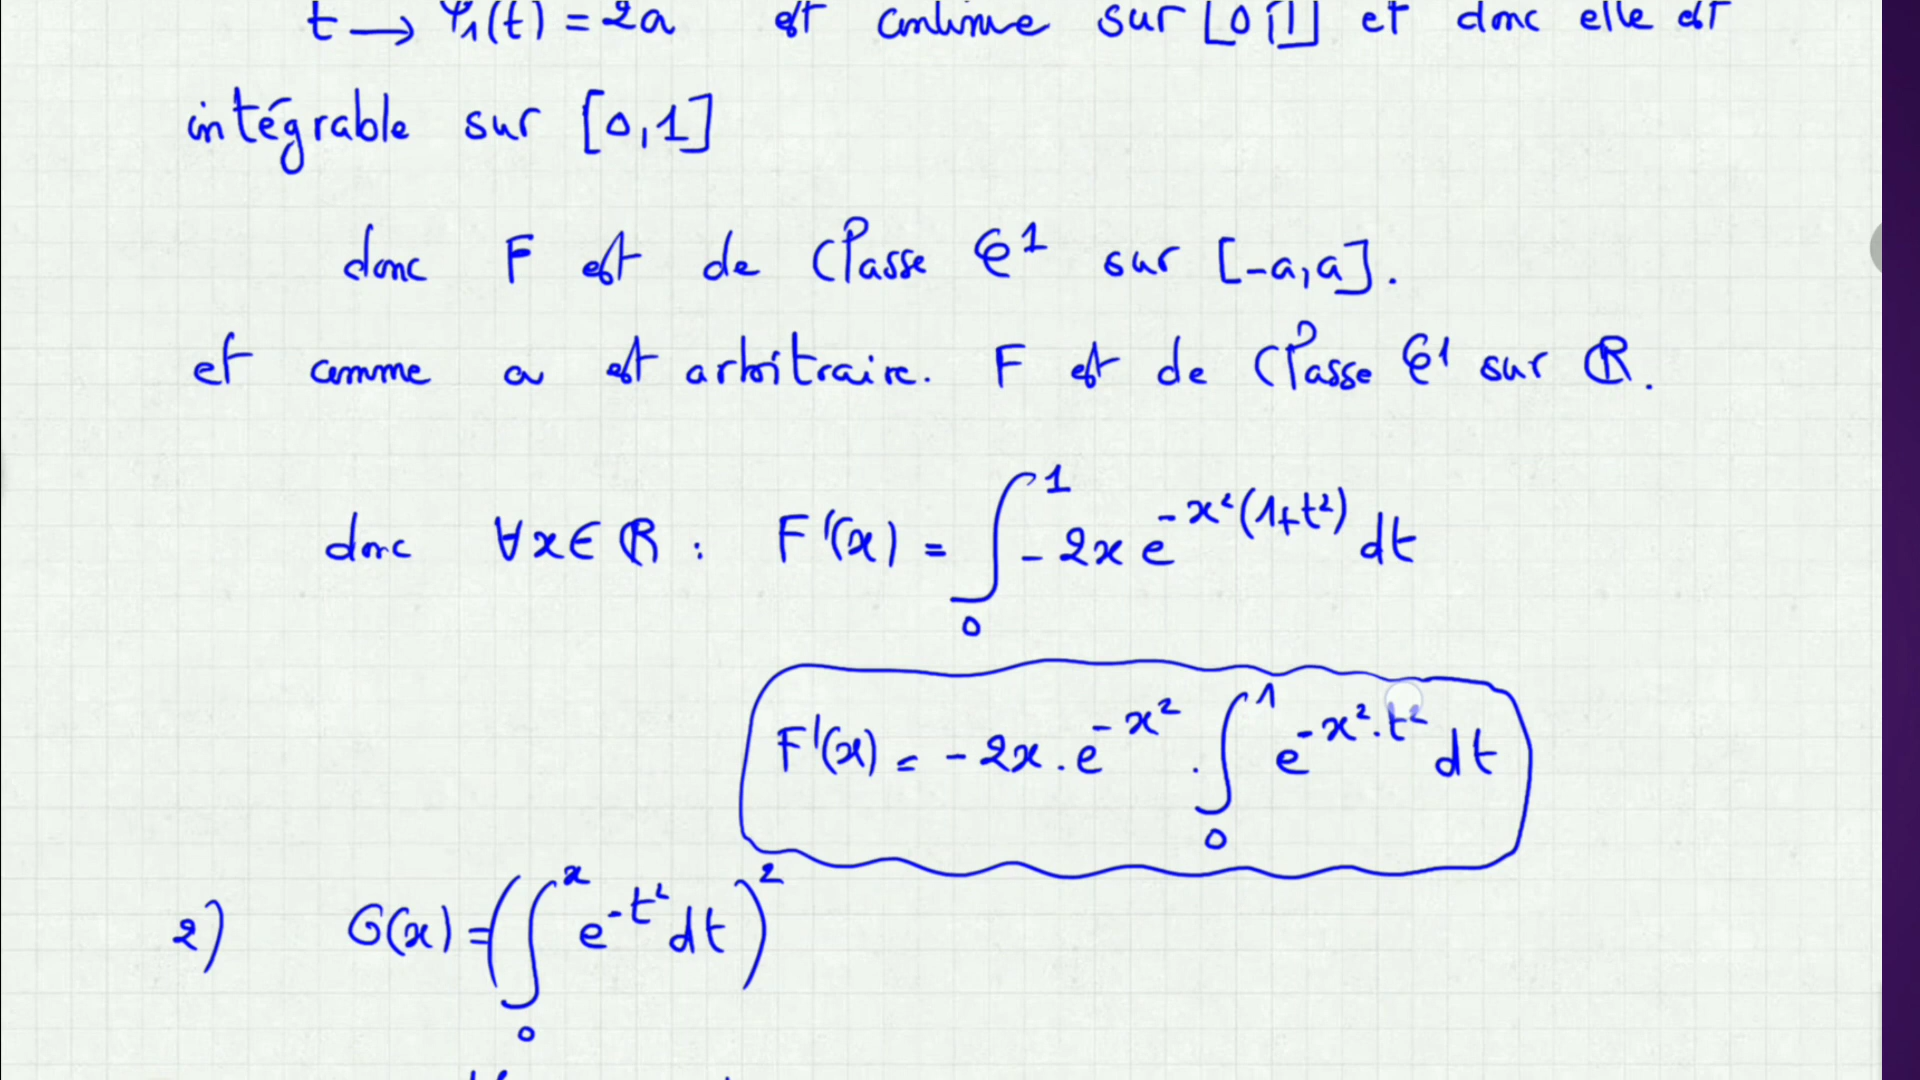 t → φ₁(t) = 2a est continue sur [0,1] et donc elle est
intégrable sur [0,1]
donc F est de classe C¹ sur [-a,a].
et comme a est arbitraire. F est de classe C¹ sur ℝ.
donc ∀x∈ℝ : F'(x) = ∫₀¹ -2x e^{-x²(1+t²)} dt
F'(x) = -2x . e^{-x²} . ∫₀¹ e^{-x².t²} dt
2) G(x) = (∫₀ˣ e^{-t²} dt)²